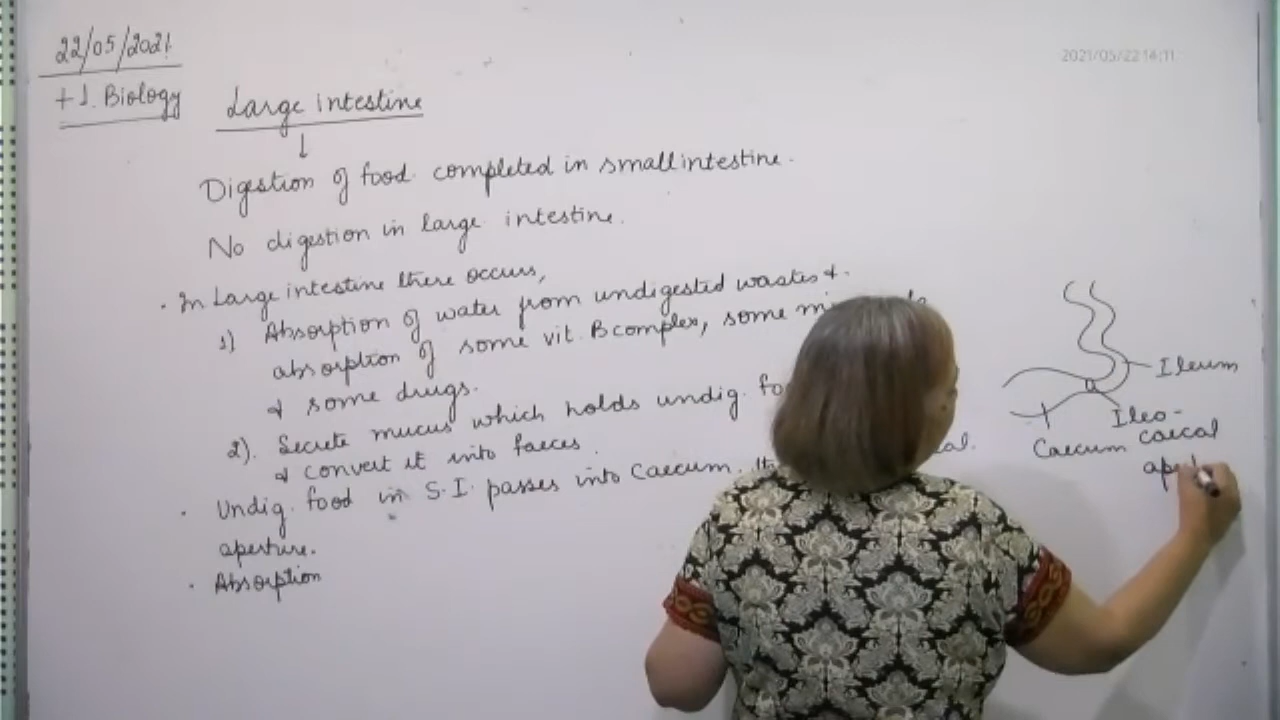 22/05/2021
+1. Biology
Large intestine
↓
Digestion of food completed in small intestine.
No digestion in large intestine.
· In Large intestine there occurs,
1) Absorption of water from undigested wastes &
absorption of some vit. B complex, some
& some drugs.
2). Secrete mucus which holds undig.
& convert it into faeces.
· Undig. food in S.I. passes into Caecum.
aperture.
· Absorption
2021/05/22 14:11
Ileum
Ileo-
Caecum caecal